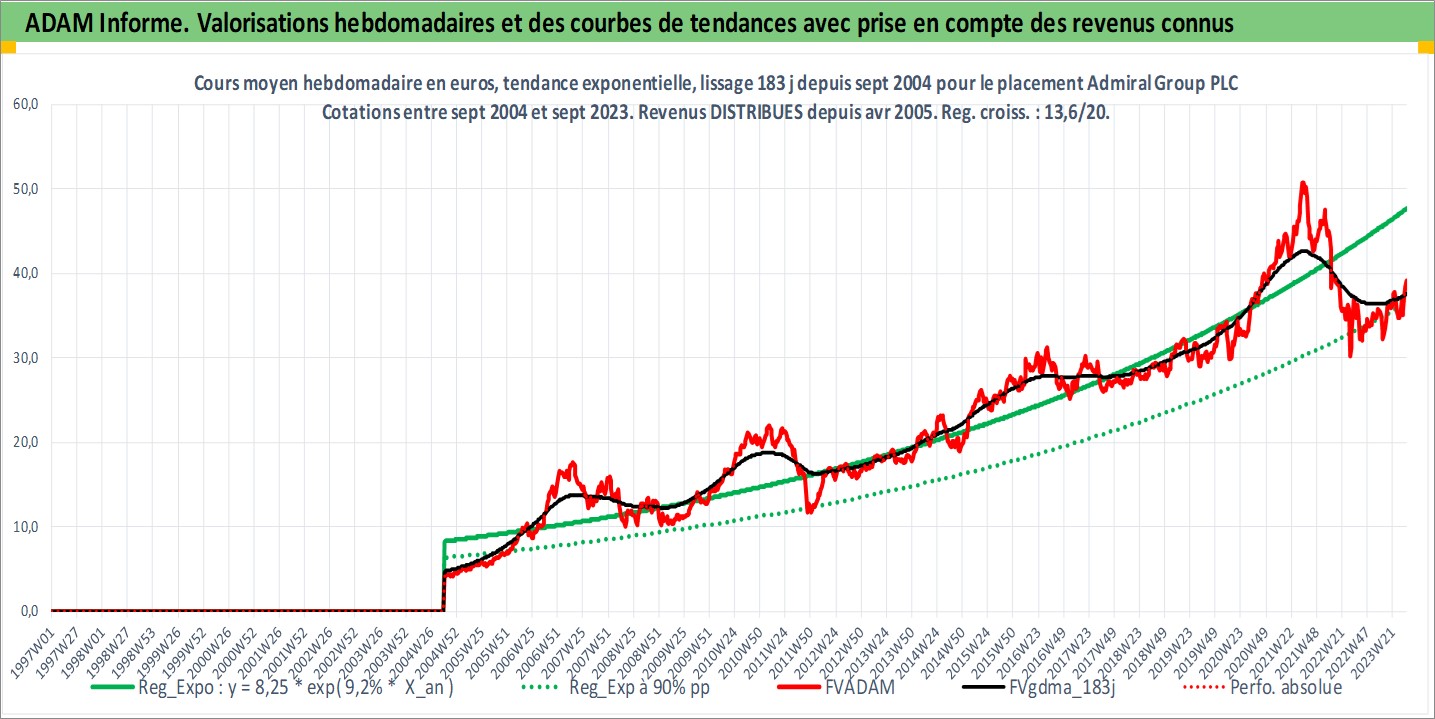 ADAM Informe. Valorisations hebdomadaires et des courbes de tendances avec prise en compte des revenus connus
Cours moyen hebdomadaire en euros, tendance exponentielle, lissage 183 j depuis sept 2004 pour le placement Admiral Group PLC
Cotations entre sept 2004 et sept 2023. Revenus DISTRIBUES depuis avr 2005. Reg. croiss. : 13,6/20.
60,0
50,0
40,0
30,0
20,0
10,0
0,0
1997W01
1997W27
1998W01
1998W27
1998W53
1999W26
1999W52
2000W26
2000W52
2001W26
2001W52
2002W26
2002W52
2003W26
2003W52
2004W26
2004W52
2005W25
2005W51
2006W25
2006W51
2007W25
2007W51
2008W25
2008W51
2009W25
2009W51
2010W24
2010W50
2011W24
2011W50
2012W24
2012W50
2013W24
2013W50
2014W24
2014W50
2015W24
2015W50
2016W23
2016W49
2017W23
2017W49
2018W23
2018W49
2019W23
2019W49
2020W23
2020W49
2021W22
2021W48
2022W21
2022W47
2023W21
Reg_Expo : y = 8,25 * exp( 9,2% * X_an )
Reg_Exp à 90% pp
FVADAM
FVgdma_183j
Perfo. absolue